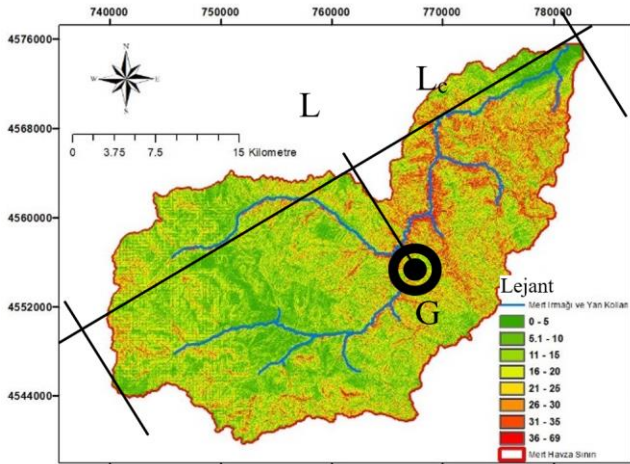 740000 750000 760000 770000 780000
4576000
N
W E
S
L
Lc
4568000
0 3.75 7.5 15 Kilometre
4560000
G
4552000
Lejant
Mert Irmağı ve Yan Kolları
0 - 5
5.1 - 10
11 - 15
4544000
16 - 20
21 - 25
26 - 30
31 - 35
36 - 69
Mert Havza Sınırı